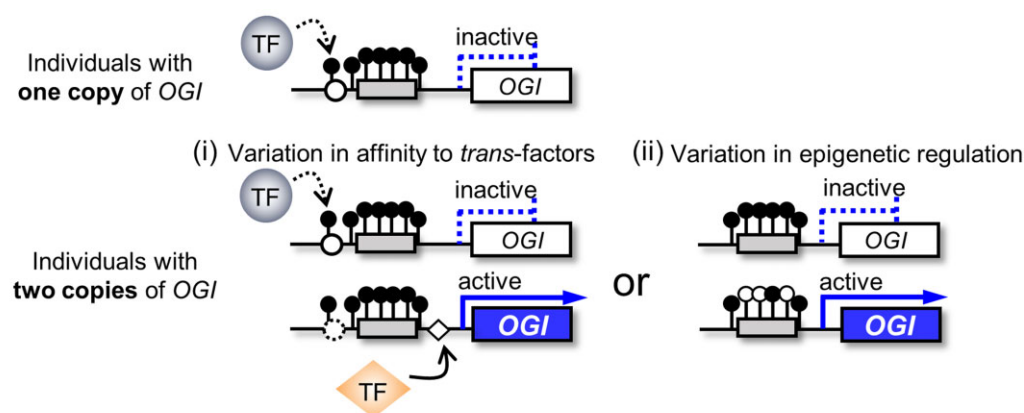 Individuals with
one copy of OGI
TF
inactive
OGI
(i) Variation in affinity to trans-factors
(ii) Variation in epigenetic regulation
Individuals with
two copies of OGI
TF
inactive
OGI
active
OGI
TF
or
inactive
OGI
active
OGI